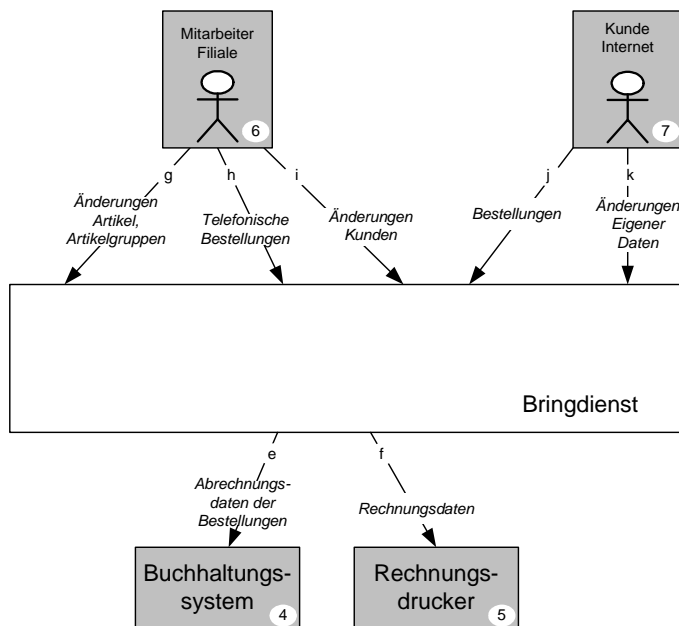 Mitarbeiter
Filiale
6
Kunde
Internet
7
g
h
i
j
k
Änderungen
Artikel,
Artikelgruppen
Telefonische
Bestellungen
Änderungen
Kunden
Bestellungen
Änderungen
Eigener
Daten
Bringdienst
e
f
Abrechnungs-
daten der
Bestellungen
Rechnungsdaten
Buchhaltungs-
system
4
Rechnungs-
drucker
5